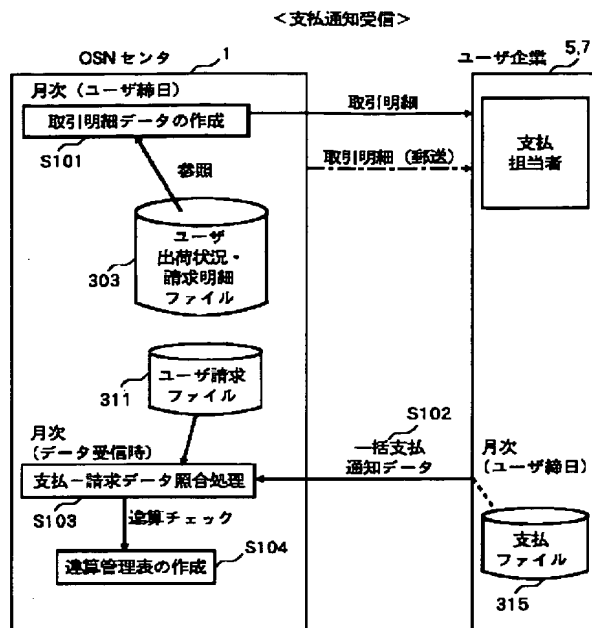 <支払通知受信>
OSNセンタ
1
ユーザ企業
5,7
月次（ユーザ締日）
取引明細データの作成
S101
取引明細
参照
取引明細（郵送）
支払
担当者
ユーザ
出荷状況・
請求明細
ファイル
303
ユーザ請求
ファイル
311
月次
(データ受信時)
支払－請求データ照合処理
S103
S102
一括支払
通知データ
月次
(ユーザ締日)
違算チェック
違算管理表の作成
S104
支払
ファイル
315